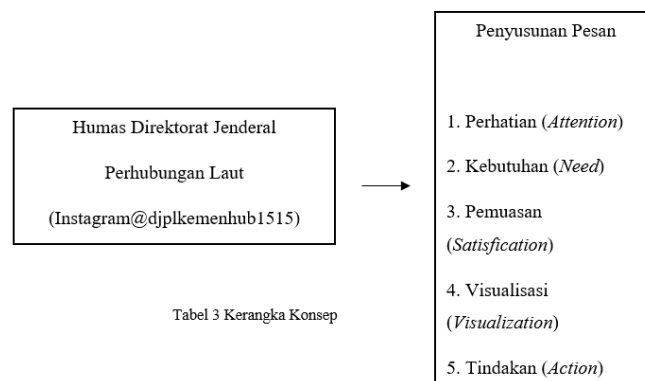 Humas Direktorat Jenderal
Perhubungan Laut
(Instagram@djplkemenhub1515)
Penyusunan Pesan
1. Perhatian (Attention)
2. Kebutuhan (Need)
3. Pemuasan
(Satisfication)
4. Visualisasi
(Visualization)
5. Tindakan (Action)
Tabel 3 Kerangka Konsep